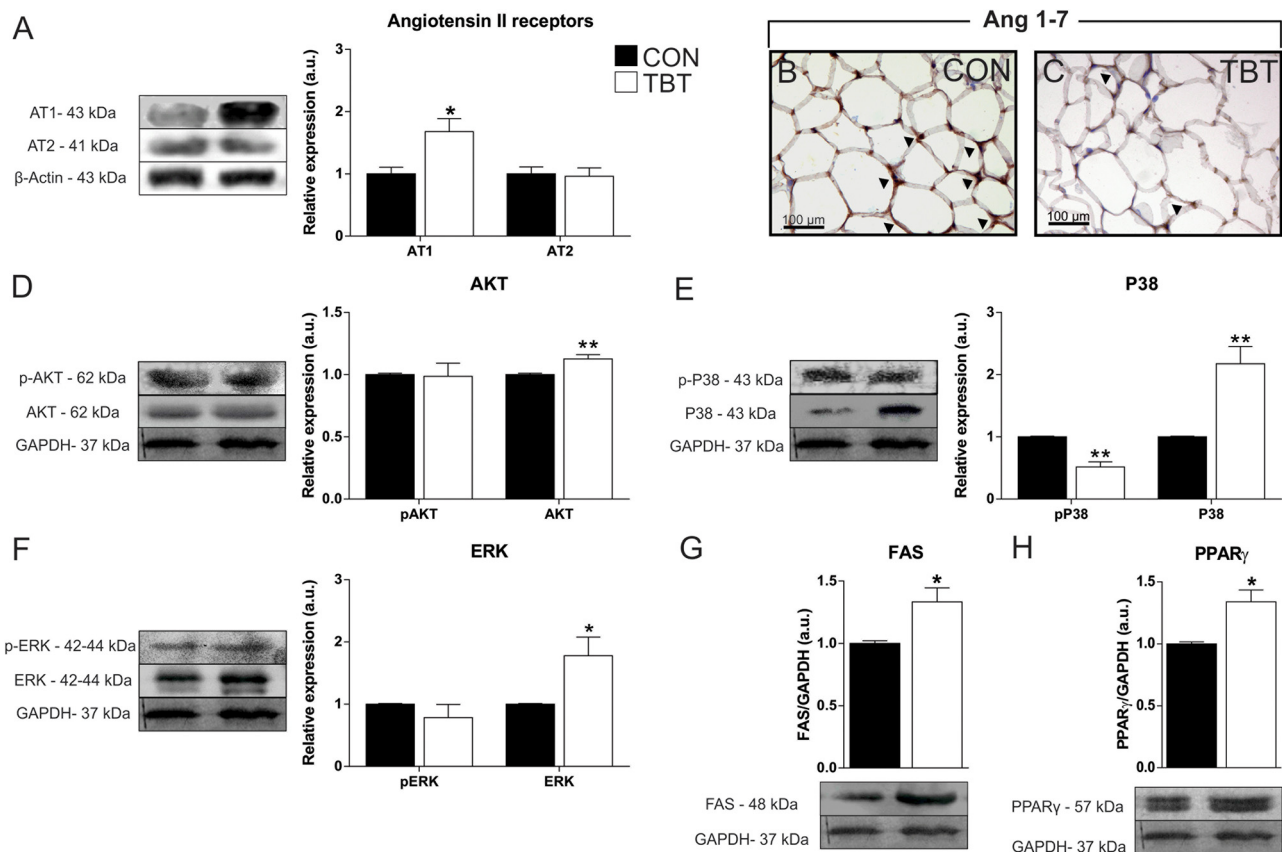 A
Angiotensin II receptors
CON
TBT
AT1- 43 kDa
AT2 - 41 kDa
β-Actin - 43 kDa
Relative expression (a.u.)
3
2
1
0
*
AT1
AT2
Ang 1-7
B
CON
100 µm
C
TBT
100 µm
D
AKT
p-AKT - 62 kDa
AKT - 62 kDa
GAPDH- 37 kDa
Relative expression (a.u.)
1.5
1.0
0.5
0.0
**
pAKT
AKT
E
P38
p-P38 - 43 kDa
P38 - 43 kDa
GAPDH- 37 kDa
Relative expression (a.u.)
3
2
1
0
**
**
pP38
P38
F
ERK
p-ERK - 42-44 kDa
ERK - 42-44 kDa
GAPDH- 37 kDa
Relative expression (a.u.)
3
2
1
0
*
pERK
ERK
G
FAS
FAS/GAPDH (a.u.)
1.5
1.0
0.5
0.0
*
FAS - 48 kDa
GAPDH- 37 kDa
H
PPARγ
PPARγ/GAPDH (a.u.)
1.5
1.0
0.5
0.0
*
PPARγ - 57 kDa
GAPDH - 37 kDa